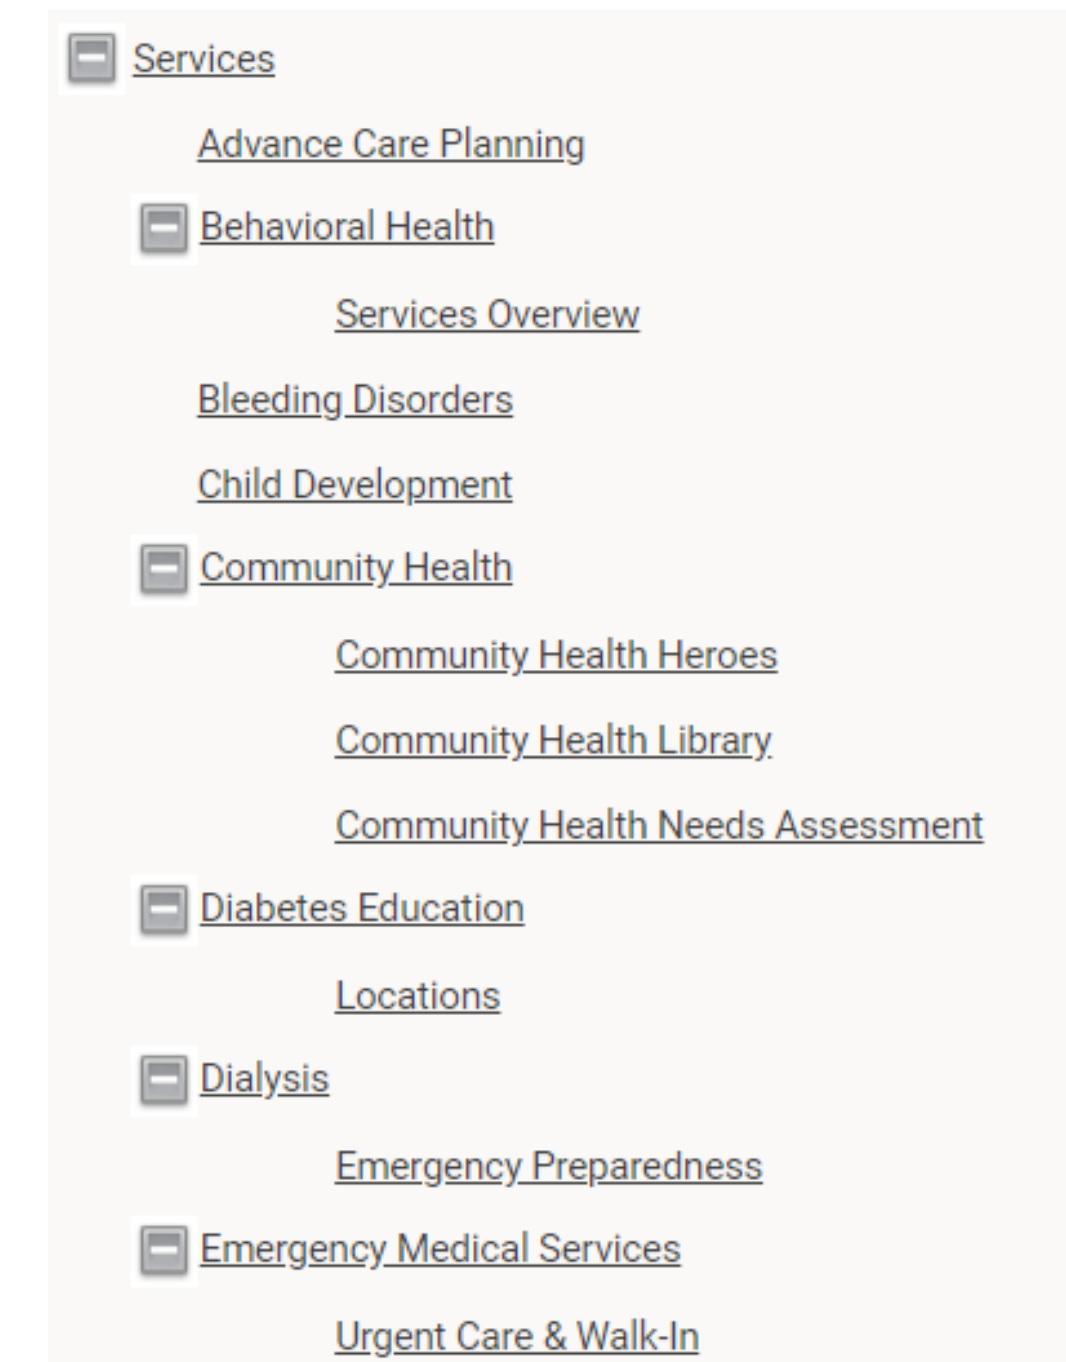 Services
Advance Care Planning
Behavioral Health
Services Overview
Bleeding Disorders
Child Development
Community Health
Community Health Heroes
Community Health Library
Community Health Needs Assessment
Diabetes Education
Locations
Dialysis
Emergency Preparedness
Emergency Medical Services
Urgent Care & Walk-In